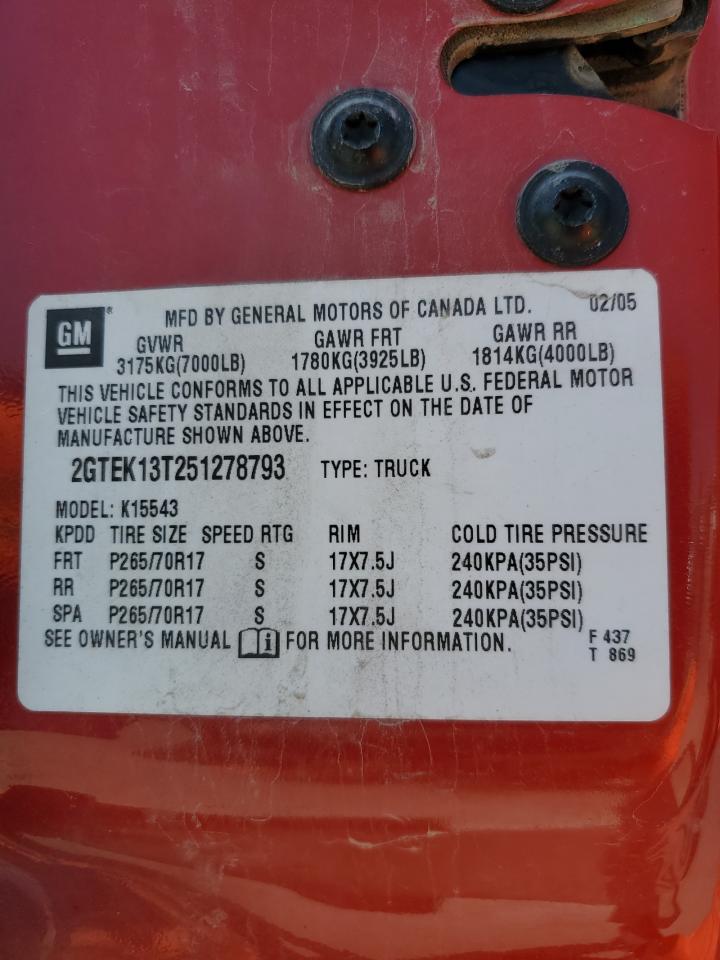 GM ® MFD BY GENERAL MOTORS OF CANADA LTD. 02/05
GVWR GAWR FRT GAWR RR
3175KG(7000LB) 1780KG(3925LB) 1814KG(4000LB)
THIS VEHICLE CONFORMS TO ALL APPLICABLE U.S. FEDERAL MOTOR
VEHICLE SAFETY STANDARDS IN EFFECT ON THE DATE OF
MANUFACTURE SHOWN ABOVE.
2GTEK13T251278793 TYPE: TRUCK
MODEL: K15543
KPDD TIRE SIZE SPEED RTG RIM COLD TIRE PRESSURE
FRT P265/70R17 S 17X7.5J 240KPA(35PSI)
RR P265/70R17 S 17X7.5J 240KPA(35PSI)
SPA P265/70R17 S 17X7.5J 240KPA(35PSI)
SEE OWNER'S MANUAL FOR MORE INFORMATION.
F 437
T 869